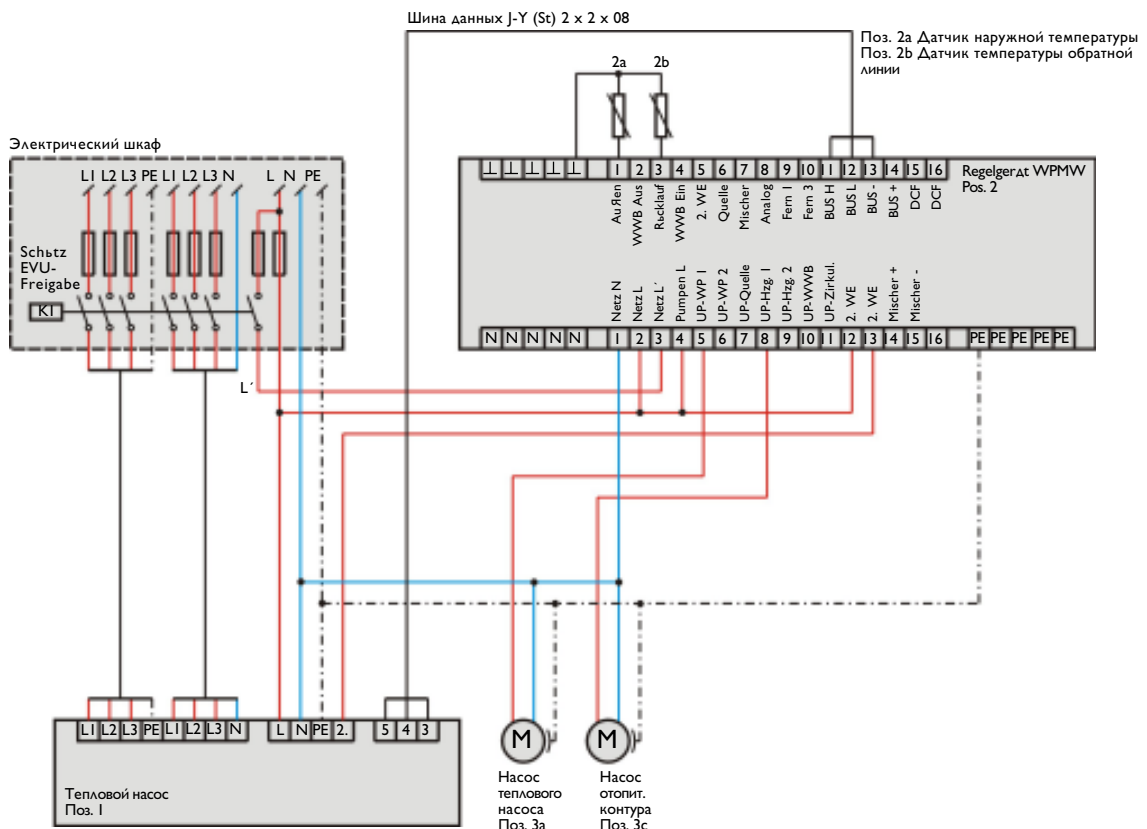 Шина данных J-Y (St) 2 x 2 x 08
Поз. 2a Датчик наружной температуры
Поз. 2b Датчик температуры обратной
линии
2a 2b
Электрический шкаф
L1 L2 L3 PE L1 L2 L3 N L N PE
Schьtz
EVU-
Freigabe
K1
⊥ ⊥ ⊥ ⊥ ⊥ 1 2 3 4 5 6 7 8 9 10 11 12 13 14 15 16
Regelgerдt WPMW
Pos. 2
AuЯen
WWB Aus
Rьcklauf
WWB Ein
2. WE
Quelle
Mischer
Analog
Fern 1
Fern 3
BUS H
BUS L
BUS -
BUS +
DCF
DCF
Netz N
Netz L
Netz L´
Pumpen L
UP-WP 1
UP-WP 2
UP-Quelle
UP-Hzg. 1
UP-Hzg. 2
UP-WWB
UP-Zirkul.
2. WE
2. WE
Mischer +
Mischer -
N N N N N 1 2 3 4 5 6 7 8 9 10 11 12 13 14 15 16 PE PE PE PE PE
L´
L1 L2 L3 PE L1 L2 L3 N L N PE 2. 5 4 3
Тепловой насос
Поз. 1
M
Насос
теплового
насоса
Поз. 3a
M
Насос
отопит.
контура
Поз. 3c